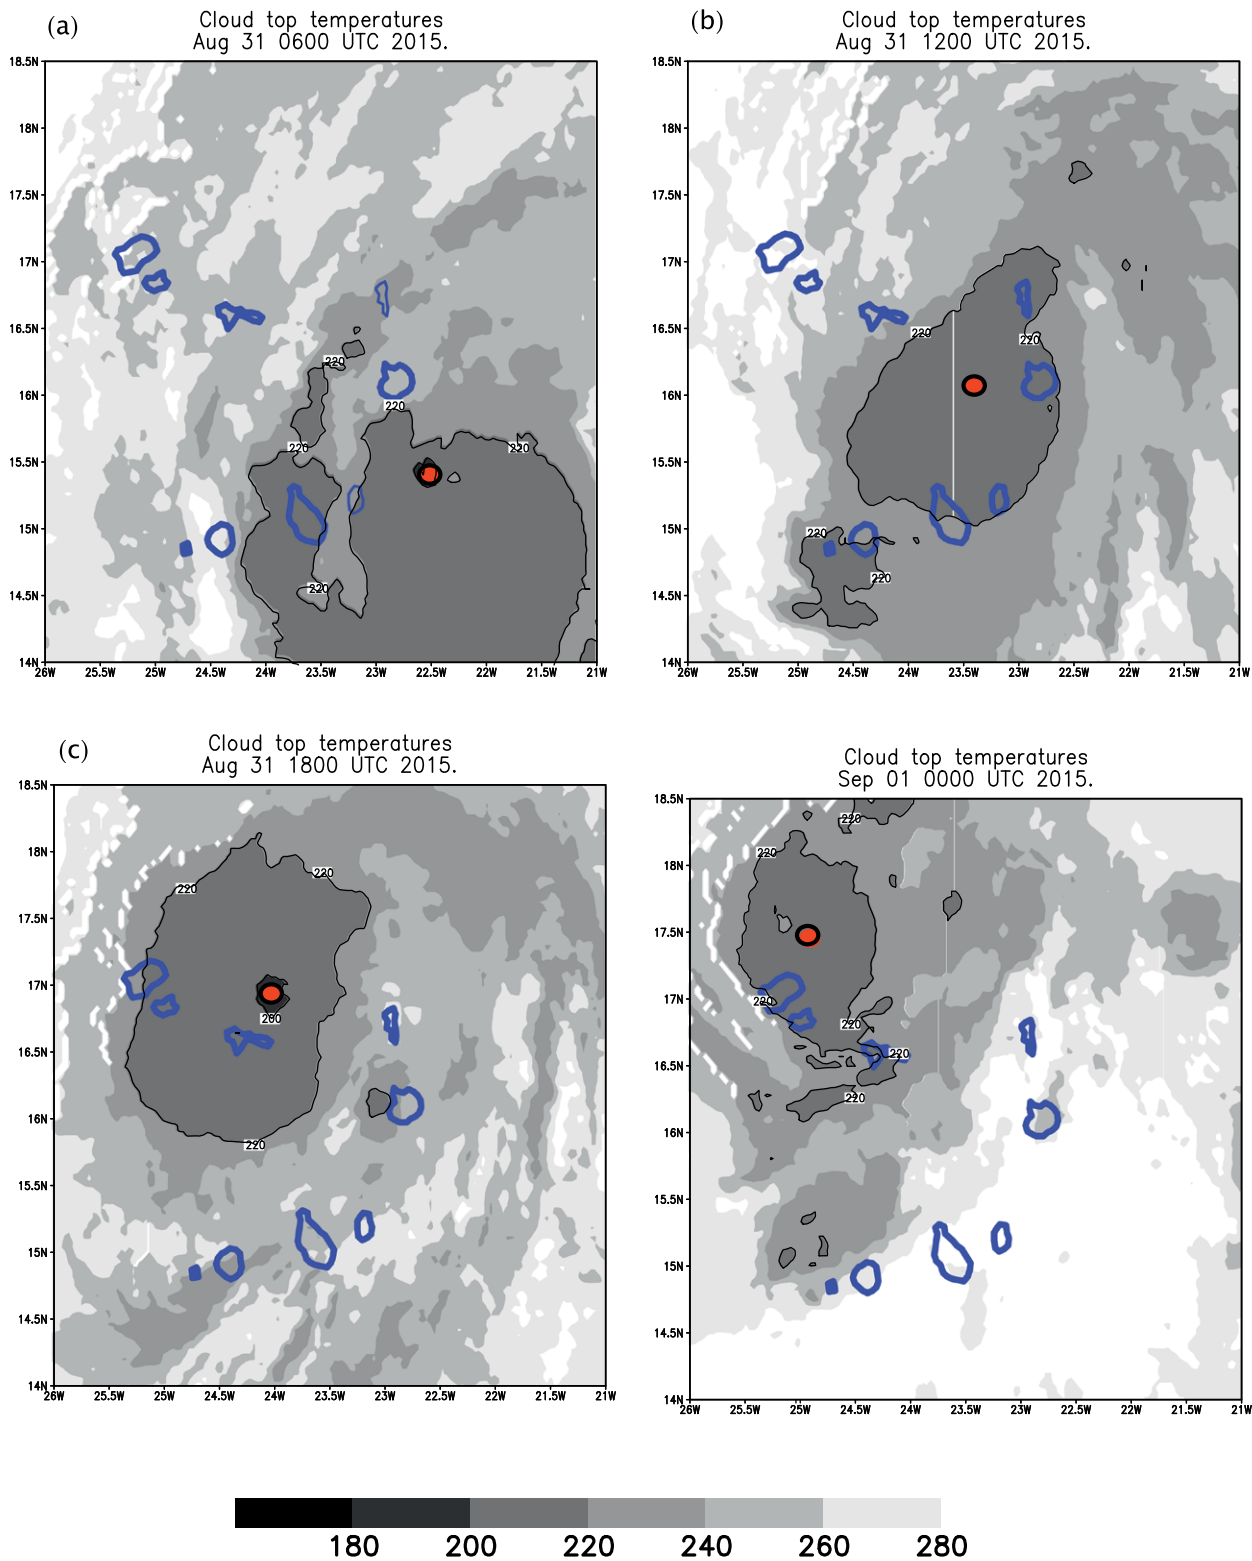 (a)
Cloud top temperatures
Aug 31 0600 UTC 2015.
18.5N
18N
17.5N
17N
16.5N
16N
15.5N
15N
14.5N
14N
220
220
220
220
220
26W 25.5W 25W 24.5W 24W 23.5W 23.5W 22.5W 22W 21.5W 21W
(b)
Cloud top temperatures
Aug 31 1200 UTC 2015.
18.5N
18N
17.5N
17N
16.5N
16N
15.5N
15N
14.5N
14N
220
220
220
220
26W 25.5W 25W 24.5W 24W 23.5W 23W 22.5W 22W 21.5W 21W
(c)
Cloud top temperatures
Aug 31 1800 UTC 2015.
18.5N
18N
17.5N
17N
16.5N
16N
15.5N
15N
14.5N
14N
220
220
200
220
26W 25.5W 25W 24.5W 24W 23.5W 23W 22.5W 22W 21.5W 21W
Cloud top temperatures
Sep 01 0000 UTC 2015.
18.5N
18N
17.5N
17N
16.5N
16N
15.5N
15N
14.5N
14N
220
220
220
220
220
220
26W 25.5W 25W 24.5W 24W 23.5W 23W 22.5W 22W 21.5W 21W
180 200 220 240 260 280